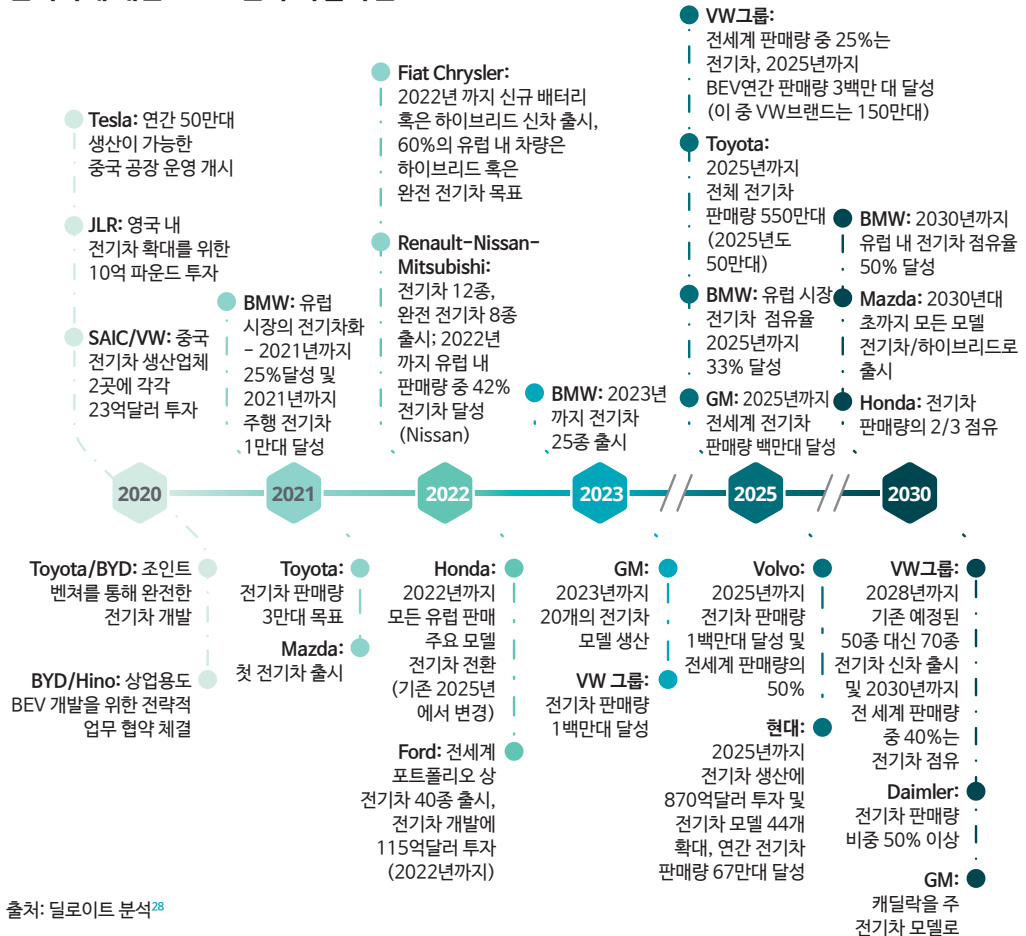 Tesla: 연간 50만대
생산이 가능한
중국 공장 운영 개시
JLR: 영국 내
전기차 확대를 위한
10억 파운드 투자
SAIC/VW: 중국
전기차 생산업체
2곳에 각각
23억달러 투자
BMW: 유럽
시장의 전기차화
- 2021년까지
25%달성 및
2021년까지
주행 전기차
1만대 달성
Fiat Chrysler:
2022년 까지 신규 배터리
혹은 하이브리드 신차 출시,
60%의 유럽 내 차량은
하이브리드 혹은
완전 전기차 목표
Renault-Nissan-
Mitsubishi:
전기차 12종,
완전 전기차 8종
출시; 2022년
까지 유럽 내
판매량 중 42%
전기차 달성
(Nissan)
BMW: 2023년
까지 전기차
25종 출시
VW그룹:
전세계 판매량 중 25%는
전기차, 2025년까지
BEV연간 판매량 3백만 대 달성
(이 중 VW브랜드는 150만대)
Toyota:
2025년까지
전체 전기차
판매량 550만대
(2025년도
50만대)
BMW: 유럽 시장
전기차 점유율
2025년까지
33% 달성
GM: 2025년까지
전세계 전기차
판매량 백만대 달성
BMW: 2030년까지
유럽 내 전기차 점유율
50% 달성
Mazda: 2030년대
초까지 모든 모델
전기차/하이브리드로
출시
Honda: 전기차
판매량의 2/3 점유
2020
2021
2022
2023
2025
2030
Toyota/BYD: 조인트
벤쳐를 통해 완전한
전기차 개발
BYD/Hino: 상업용도
BEV 개발을 위한 전략적
업무 협약 체결
Toyota:
전기차 판매량
3만대 목표
Mazda:
첫 전기차 출시
Honda:
2022년까지
모든 유럽 판매
주요 모델
전기차 전환
(기존 2025년
에서 변경)
Ford: 전세계
포트폴리오 상
전기차 40종 출시,
전기차 개발에
115억달러 투자
(2022년까지)
GM:
2023년까지
20개의 전기차
모델 생산
VW 그룹:
전기차 판매량
1백만대 달성
Volvo:
2025년까지
전기차 판매량
1백만대 달성 및
전세계 판매량의
50%
현대:
2025년까지
전기차 생산에
870억달러 투자 및
전기차 모델 44개
확대, 연간 전기차
판매량 67만대 달성
VW그룹:
2028년까지
기존 예정된
50종 대신 70종
전기차 신차 출시
및 2030년까지
전 세계 판매량
중 40%는
전기차 점유
Daimler:
전기차 판매량
비중 50% 이상
GM:
캐딜락을 주
전기차 모델로
출처: 딜로이트 분석28